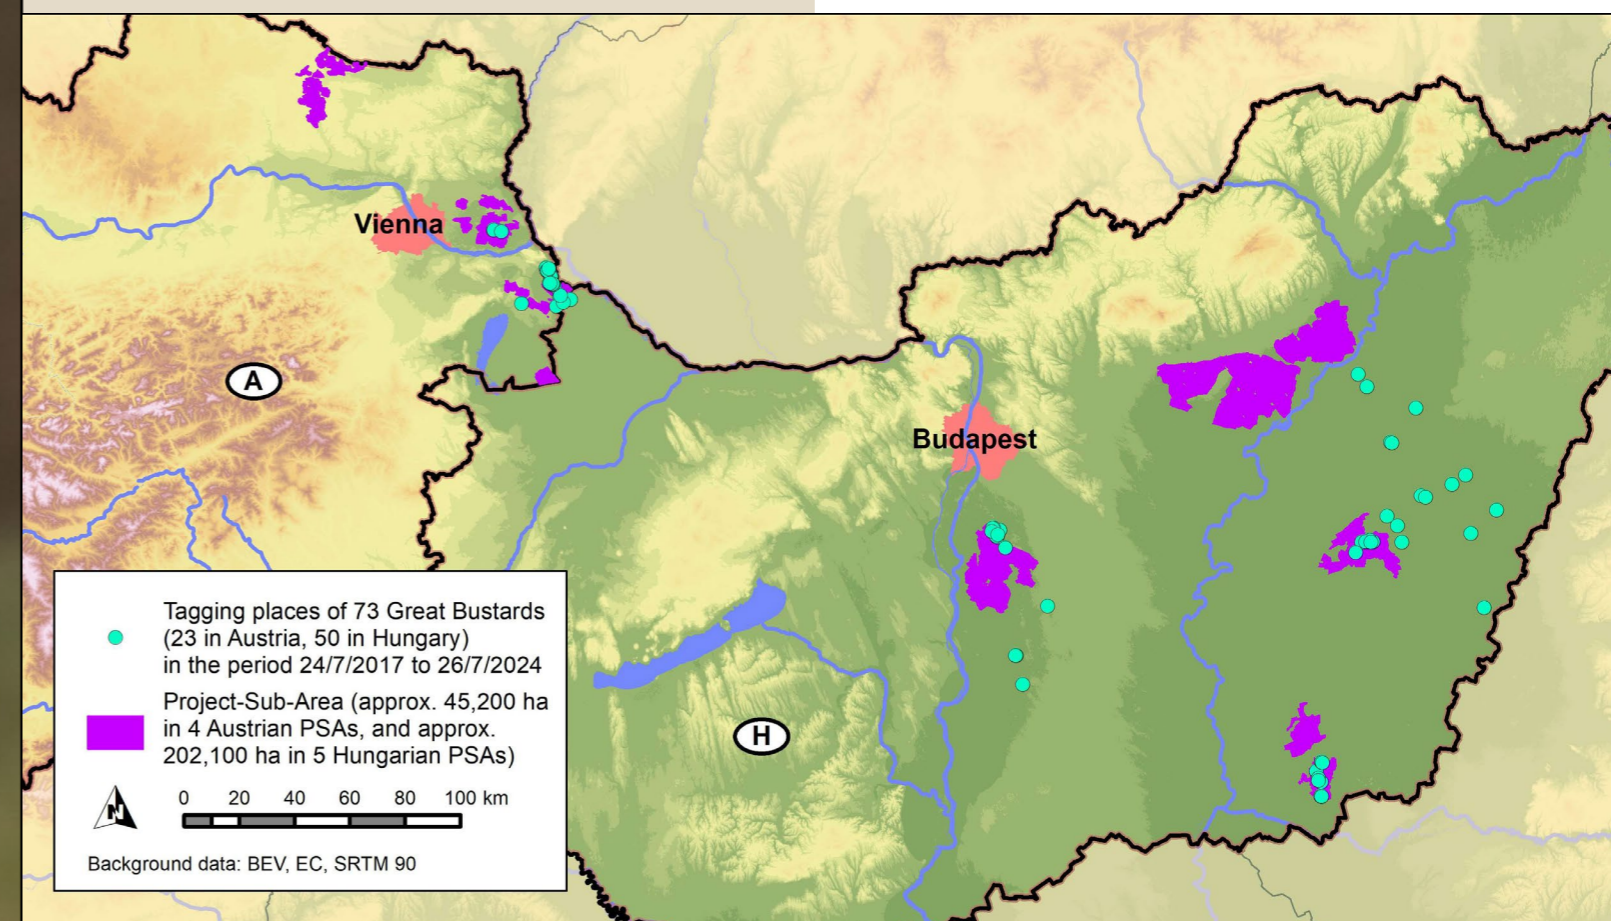 Vienna
A
Budapest
H
Tagging places of 73 Great Bustards
(23 in Austria, 50 in Hungary)
in the period 24/7/2017 to 26/7/2024
Project-Sub-Area (approx. 45,200 ha
in 4 Austrian PSAs, and approx.
202,100 ha in 5 Hungarian PSAs)
N
0 20 40 60 80 100 km
Background data: BEV, EC, SRTM 90